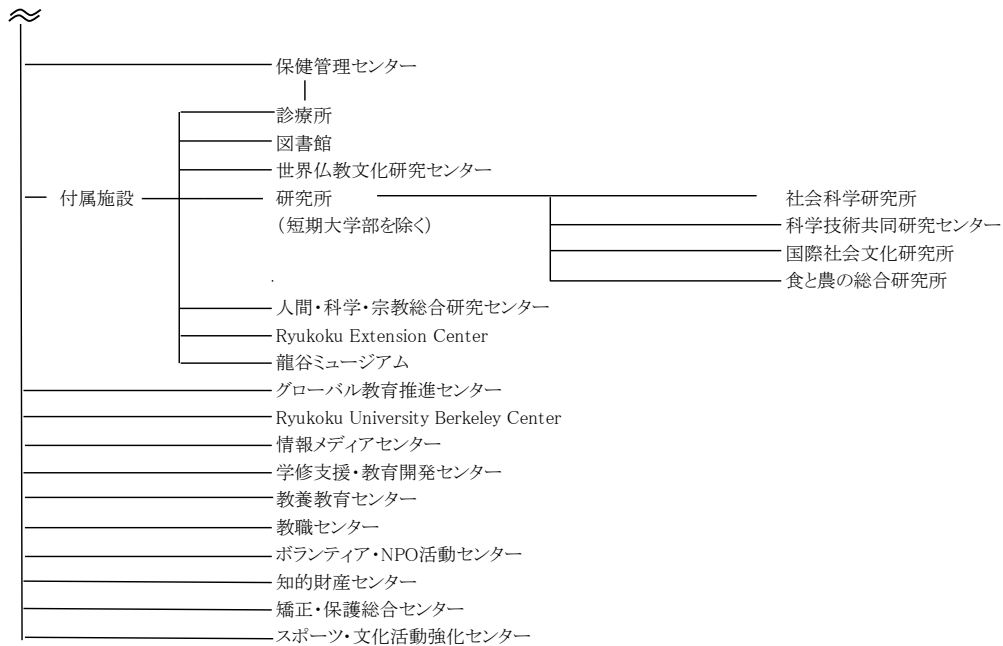 保健管理センター
診療所
図書館
世界仏教文化研究センター
付属施設
研究所
社会科学研究所
(短期大学部を除く)
科学技術共同研究センター
国際社会文化研究所
食と農の総合研究所
人間・科学・宗教総合研究センター
Ryukoku Extension Center
龍谷ミュージアム
グローバル教育推進センター
Ryukoku University Berkeley Center
情報メディアセンター
学修支援・教育開発センター
教養教育センター
教職センター
ボランティア・NPO活動センター
知的財産センター
矯正・保護総合センター
スポーツ・文化活動強化センター